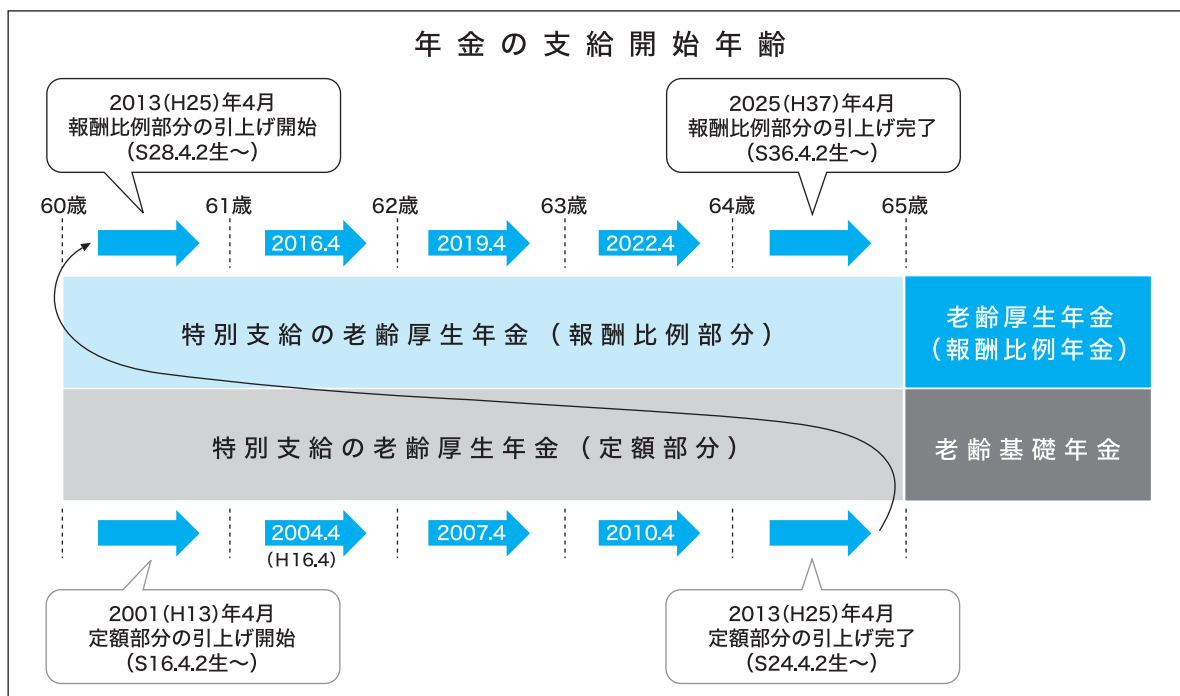 年金の支給開始年齢
2013(H25)年4月
報酬比例部分の引上げ開始
(S28.4.2生～)
2025(H37)年4月
報酬比例部分の引上げ完了
(S36.4.2生～)
60歳 61歳 62歳 63歳 64歳 65歳
2016.4 2019.4 2022.4
特別支給の老齢厚生年金(報酬比例部分)
老齢厚生年金
(報酬比例年金)
特別支給の老齢厚生年金(定額部分)
老齢基礎年金
2004.4 2007.4 2010.4
(H16.4)
2001(H13)年4月
定額部分の引上げ開始
(S16.4.2生～)
2013(H25)年4月
定額部分の引上げ完了
(S24.4.2生～)